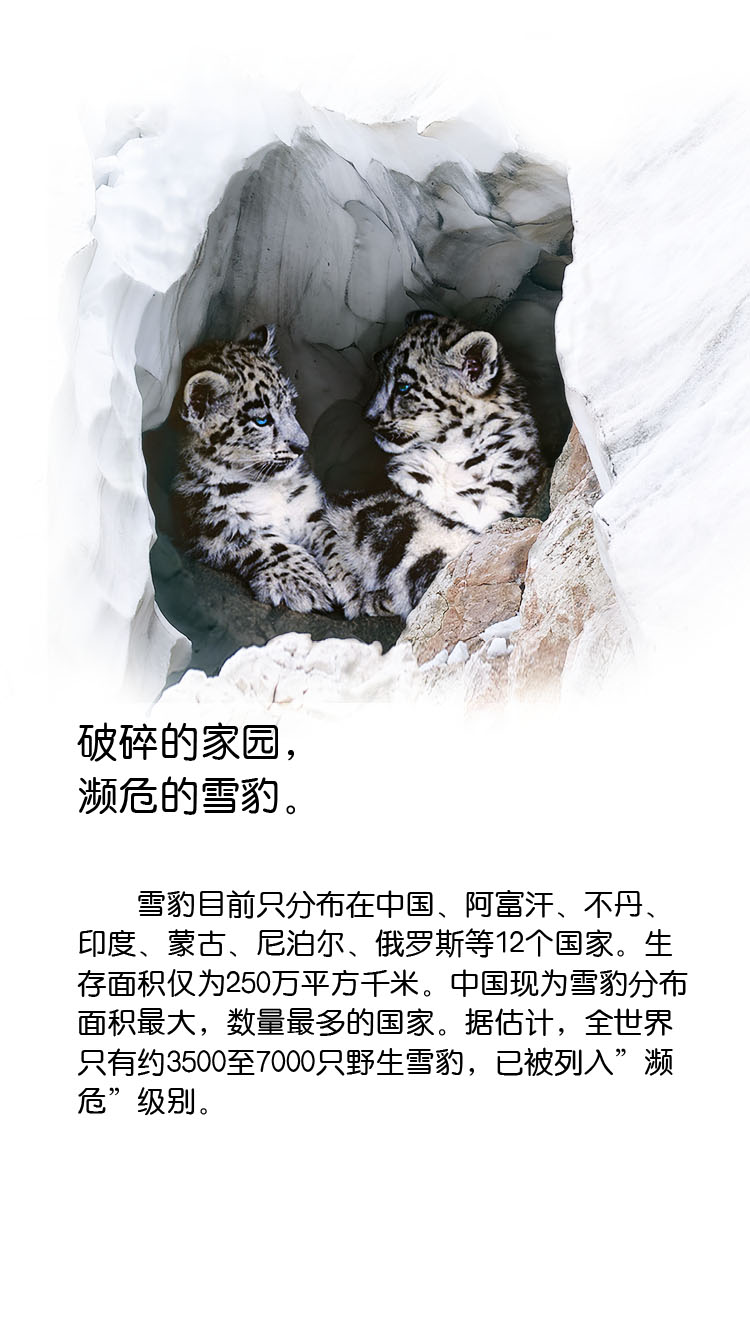 破碎的家园，
濒危的雪豹。
雪豹目前只分布在中国、阿富汗、不丹、
印度、蒙古、尼泊尔、俄罗斯等12个国家。生
存面积仅为250万平方千米。中国现为雪豹分布
面积最大，数量最多的国家。据估计，全世界
只有约3500至7000只野生雪豹，已被列入”濒
危”级别。